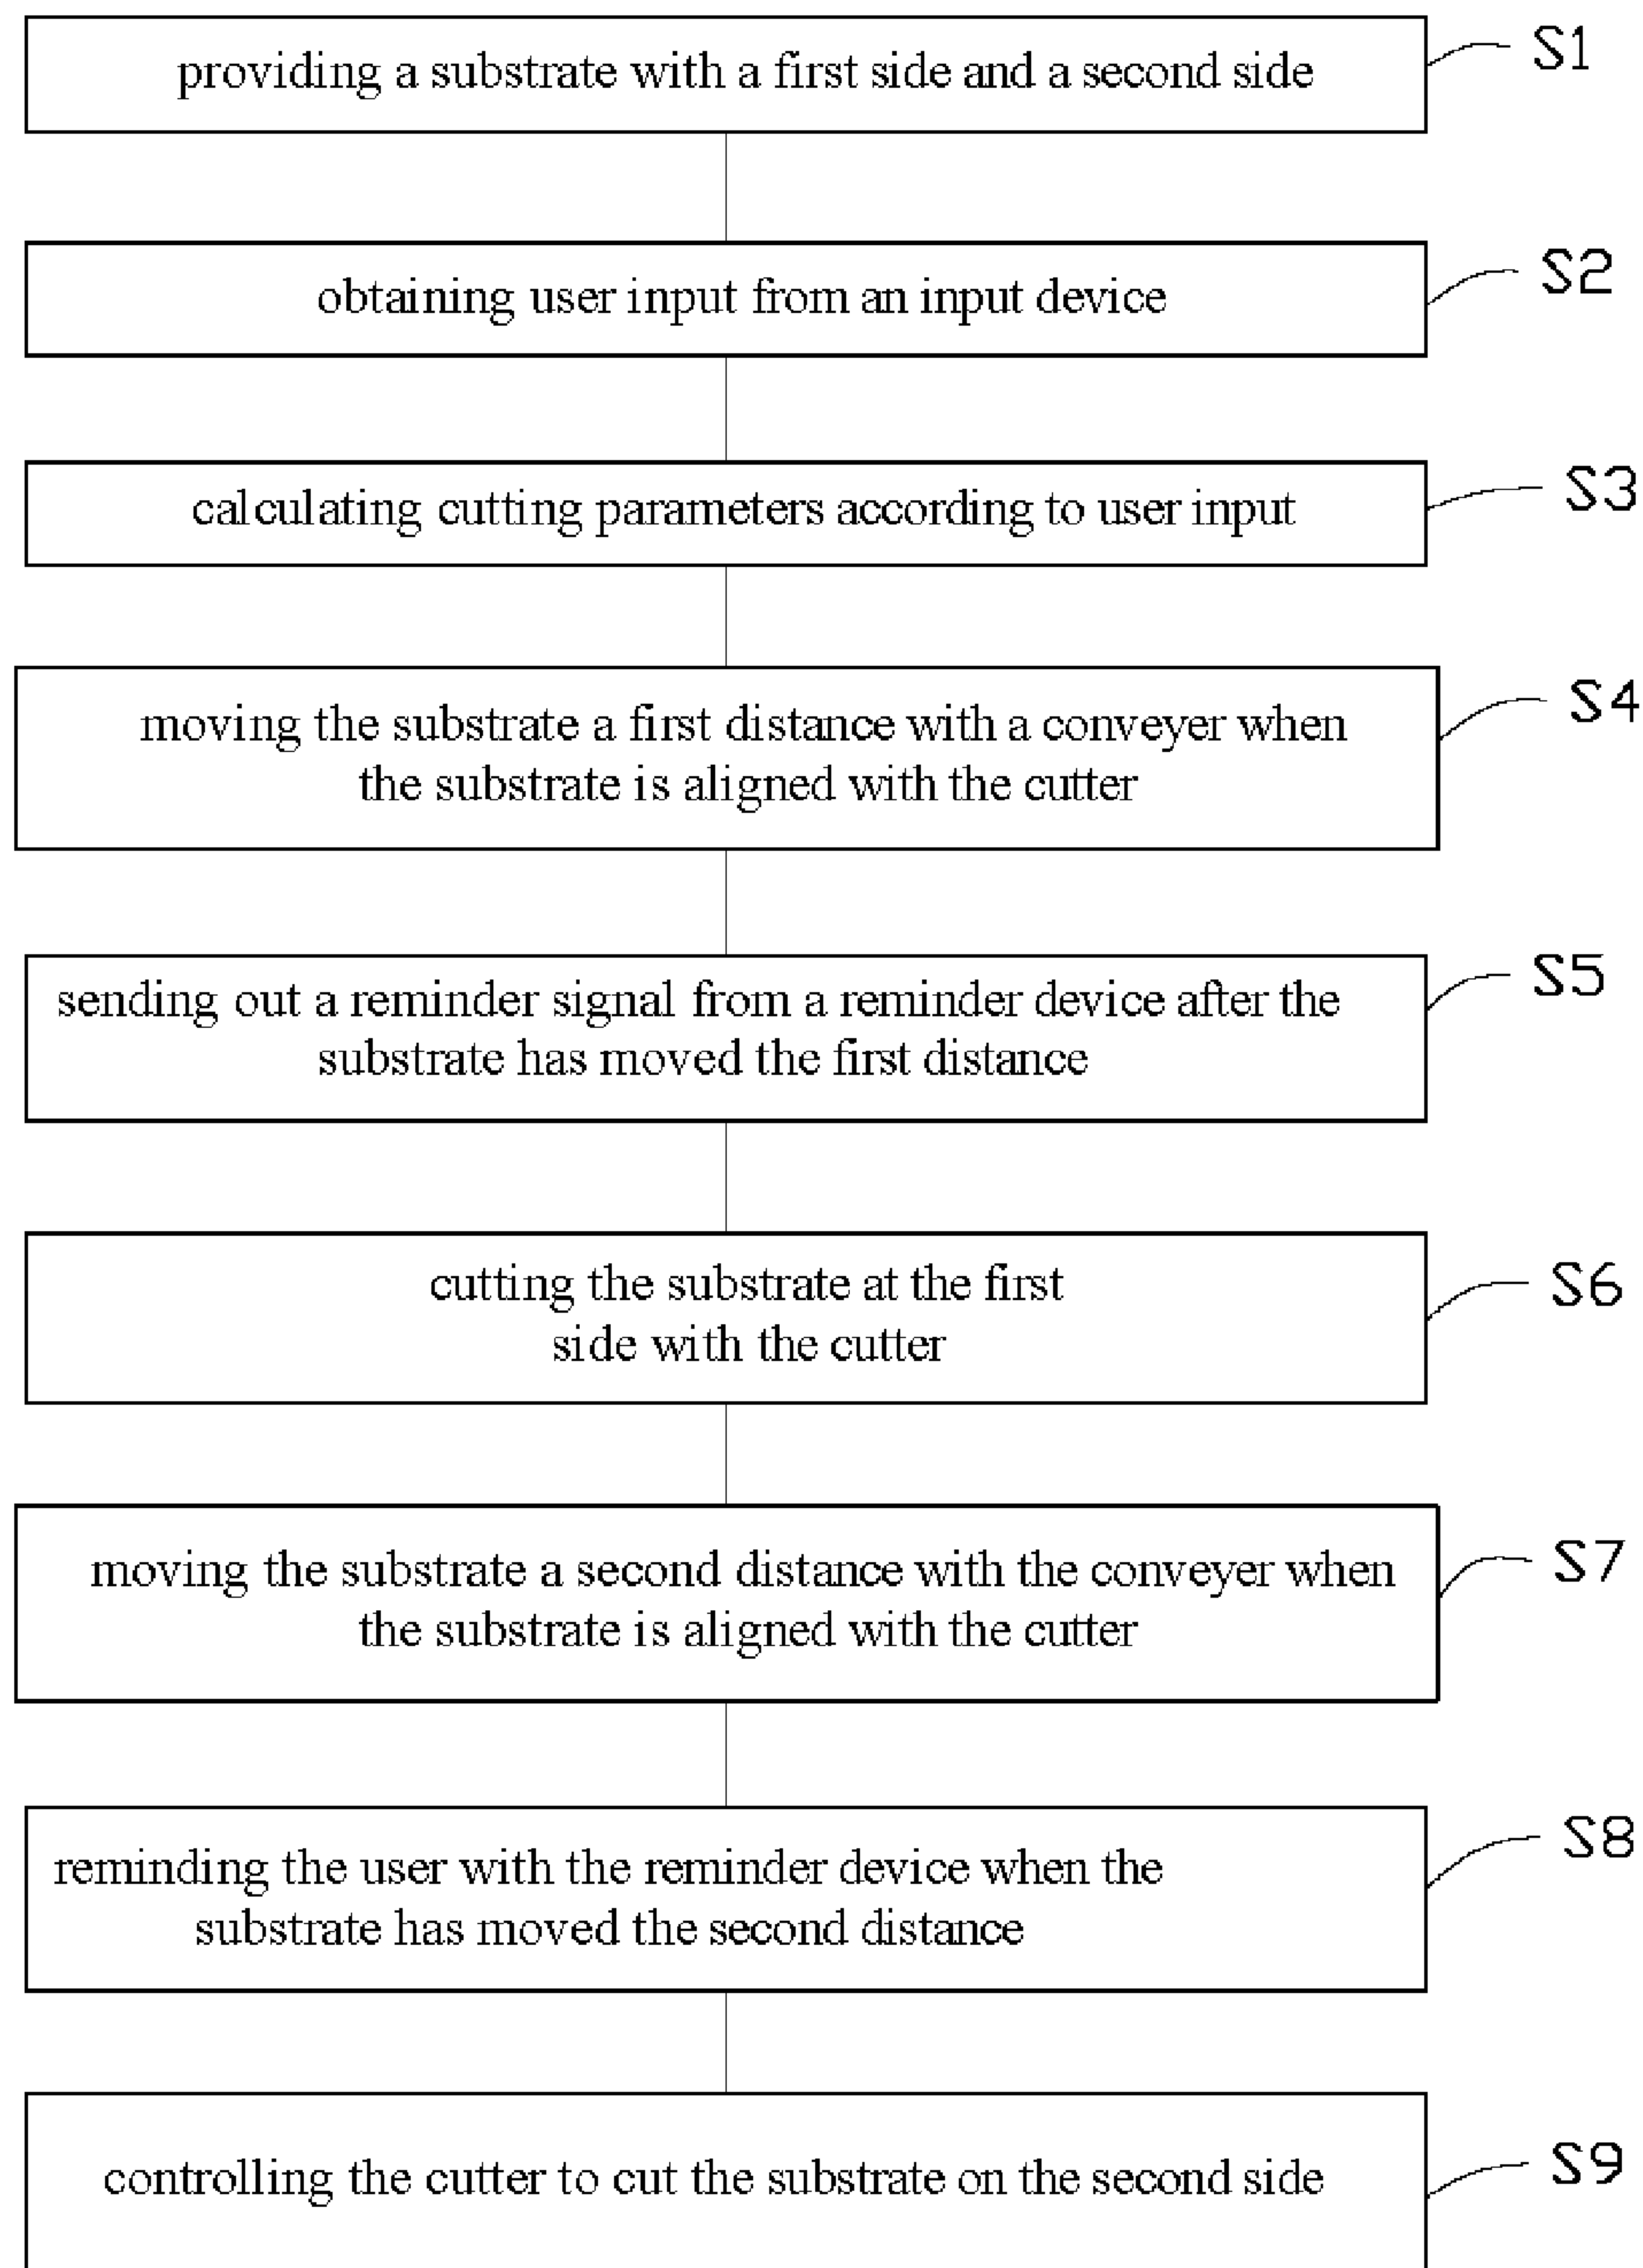 providing a substrate with a first side and a second side
S1
obtaining user input from an input device
S2
calculating cutting parameters according to user input
S3
moving the substrate a first distance with a conveyer when
the substrate is aligned with the cutter
S4
sending out a reminder signal from a reminder device after the
substrate has moved the first distance
S5
cutting the substrate at the first
side with the cutter
S6
moving the substrate a second distance with the conveyer when
the substrate is aligned with the cutter
S7
reminding the user with the reminder device when the
substrate has moved the second distance
S8
controlling the cutter to cut the substrate on the second side
S9